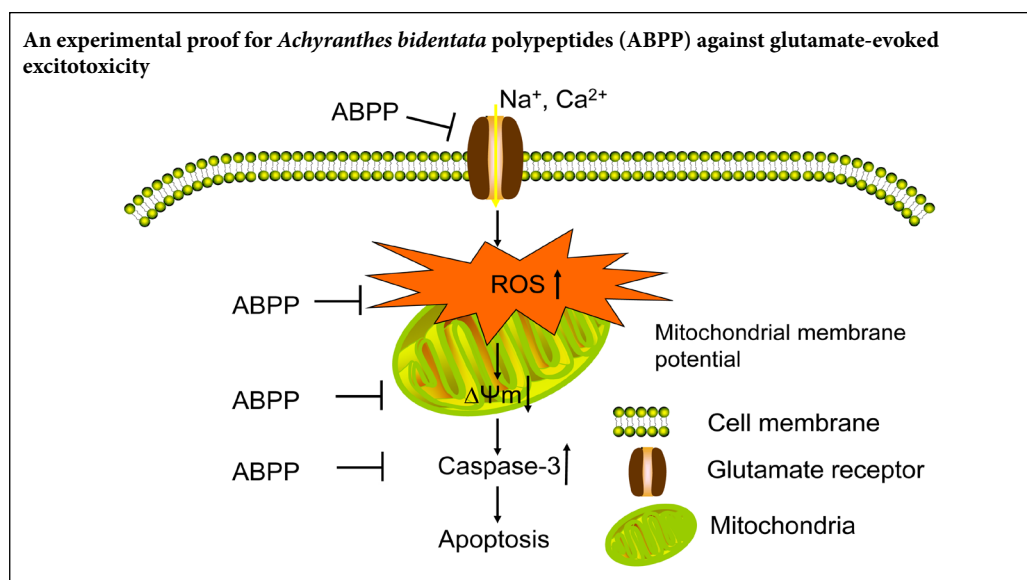 An experimental proof for Achyranthes bidentata polypeptides (ABPP) against glutamate-evoked
excitotoxicity
ABPP
Na⁺, Ca²⁺
ROS
ABPP
Mitochondrial membrane
potential
ΔΨm
ABPP
Cell membrane
ABPP
Caspase-3
Glutamate receptor
Apoptosis
Mitochondria